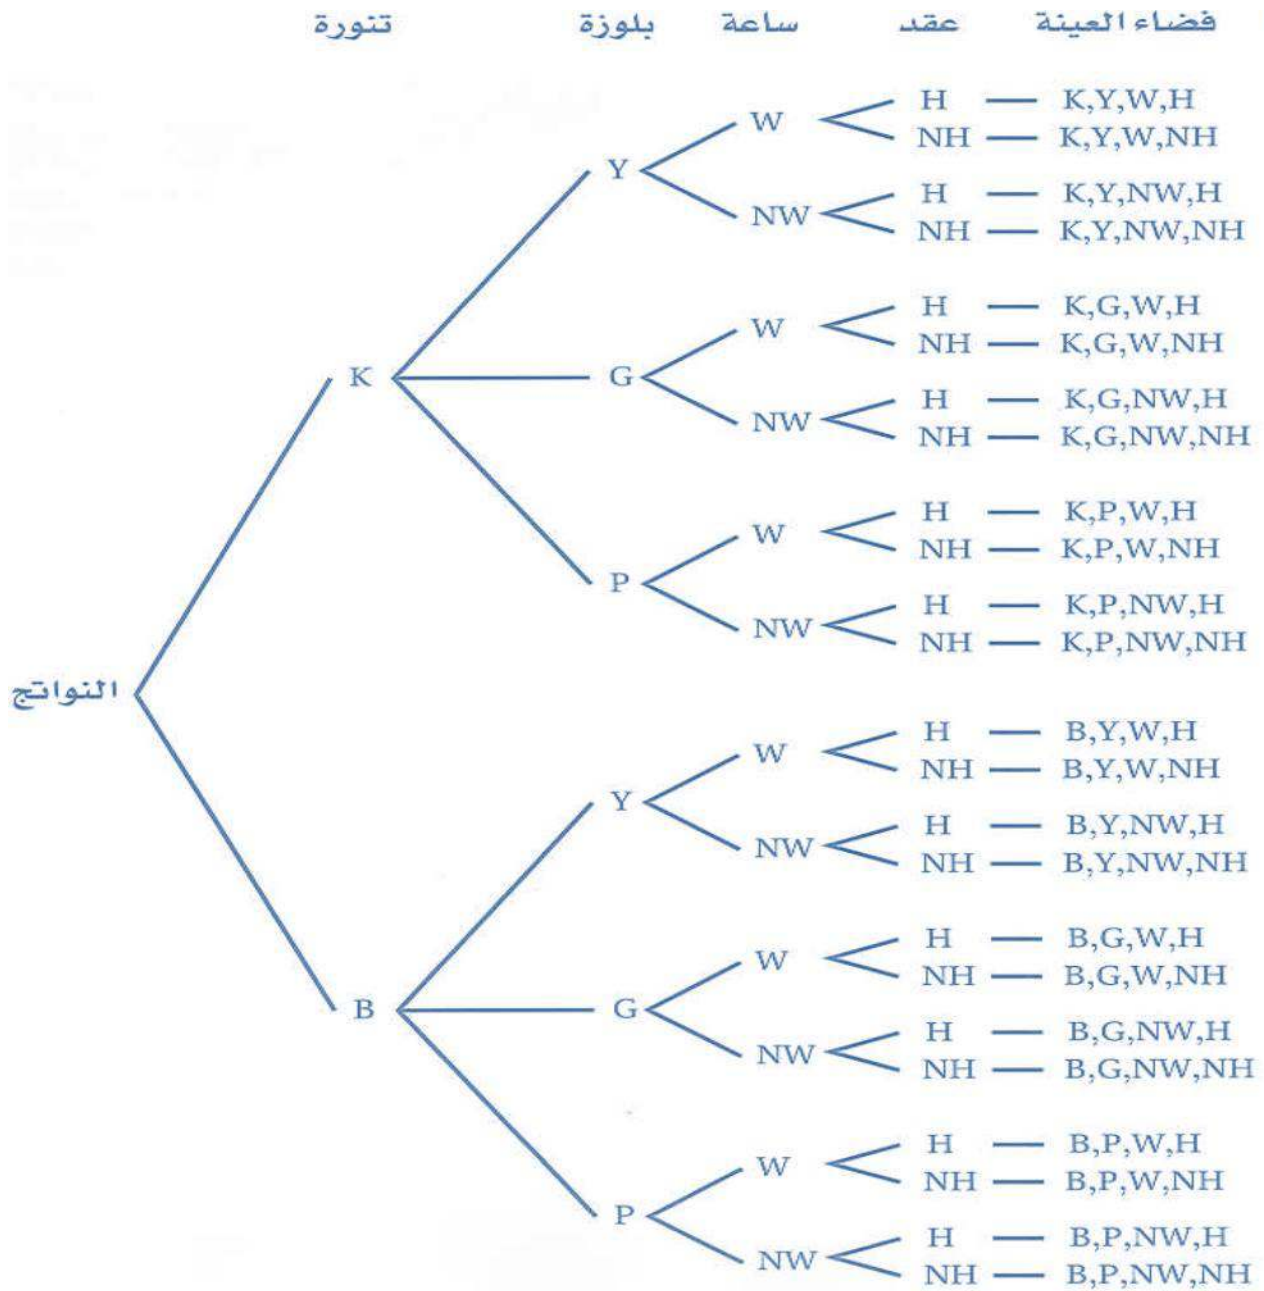 تنورة بلوزة ساعة عقد فضاء العينة
H K,Y,W,H
W
NH K,Y,W,NH
Y
H K,Y,NW,H
NW
NH K,Y,NW,NH
H K,G,W,H
W
NH K,G,W,NH
K G
H K,G,NW,H
NW
NH K,G,NW,NH
H K,P,W,H
W
NH K,P,W,NH
P
H K,P,NW,H
NW
NH K,P,NW,NH
النواتج
H B,Y,W,H
W
NH B,Y,W,NH
Y
H B,Y,NW,H
NW
NH B,Y,NW,NH
H B,G,W,H
W
NH B,G,W,NH
B G
H B,G,NW,H
NW
NH B,G,NW,NH
H B,P,W,H
W
NH B,P,W,NH
P
H B,P,NW,H
NW
NH B,P,NW,NH